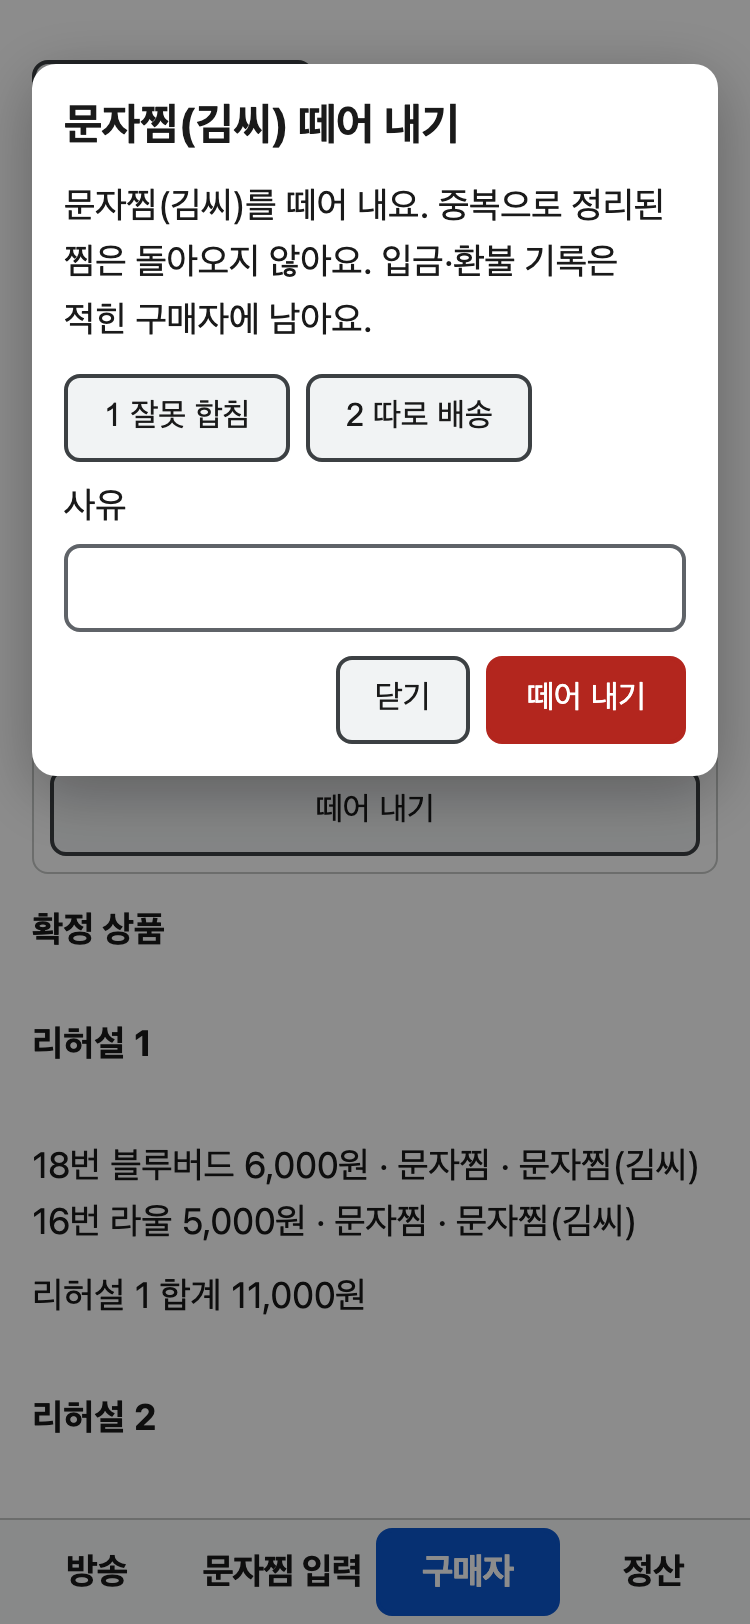 문자찜(김씨) 떼어 내기
문자찜(김씨)를 떼어 내요. 중복으로 정리된
찜은 돌아오지 않아요. 입금·환불 기록은
적힌 구매자에 남아요.
1 잘못 합침
2 따로 배송
사유
닫기
떼어 내기
떼어 내기
확정 상품
리허설 1
18번 블루버드 6,000원 · 문자찜 · 문자찜(김씨)
16번 라울 5,000원 · 문자찜 · 문자찜(김씨)
리허설 1 합계 11,000원
리허설 2
방송
문자찜 입력
구매자
정산